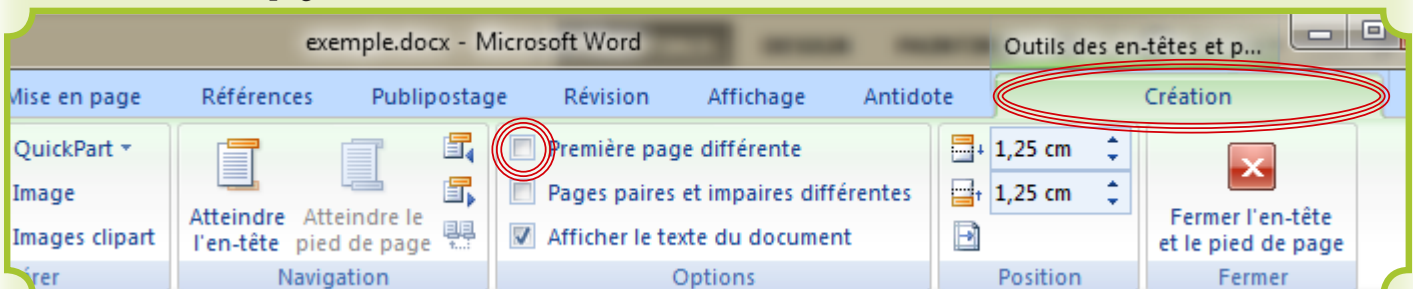 exemple.docx - Microsoft Word
Outils des en-têtes et p...
Mise en page Références Publipostage Révision Affichage Antidote Création
QuickPart
Image
Images clipart
Atteindre l'en-tête
Atteindre le pied de page
Navigation
Première page différente
Pages paires et impaires différentes
Afficher le texte du document
Options
1,25 cm
1,25 cm
Position
Fermer l'en-tête
et le pied de page
Fermer